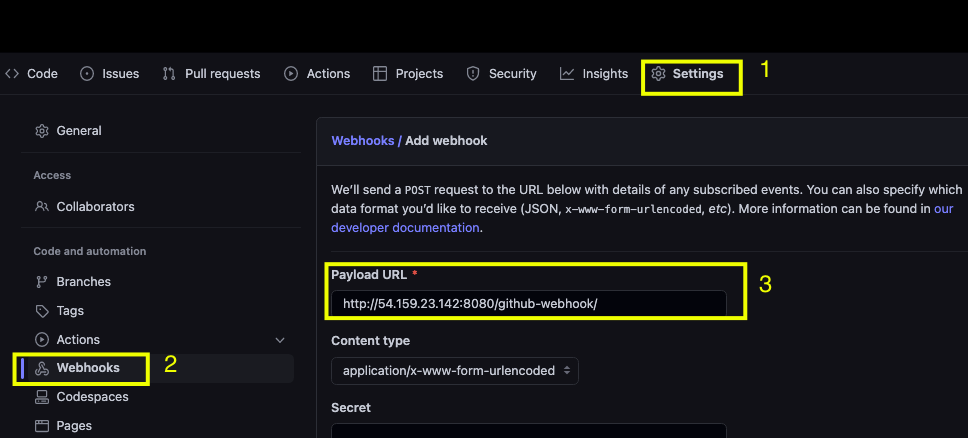 Code Issues Pull requests Actions Projects Security Insights Settings 1
General
Access
Collaborators
Code and automation
Branches
Tags
Actions
Webhooks 2
Codespaces
Pages
Webhooks / Add webhook
We'll send a POST request to the URL below with details of any subscribed events. You can also specify which
data format you'd like to receive (JSON, x-www-form-urlencoded, etc). More information can be found in our
developer documentation.
Payload URL *
http://54.159.23.142:8080/github-webhook/
3
Content type
application/x-www-form-urlencoded
Secret